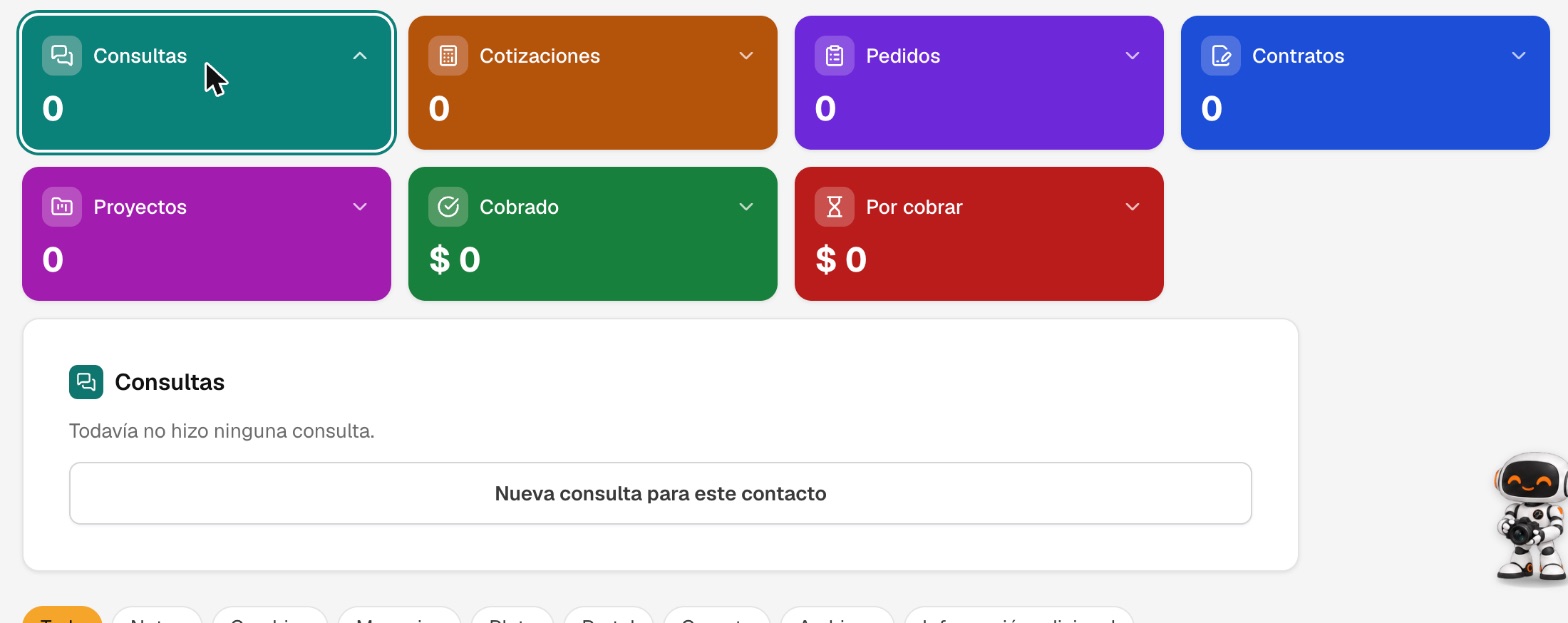 Consultas
0
Cotizaciones
0
Pedidos
0
Contratos
0
Proyectos
0
Cobrado
$ 0
Por cobrar
$ 0
Consultas
Todavía no hizo ninguna consulta.
Nueva consulta para este contacto